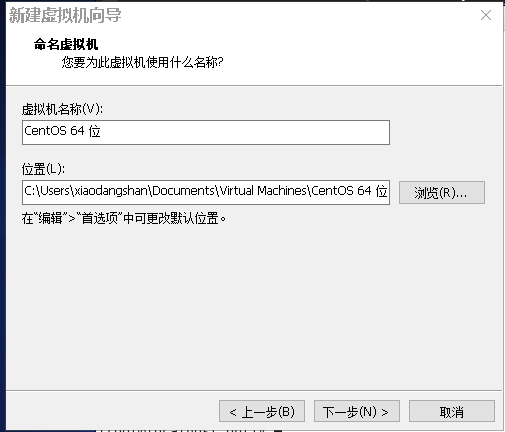 新建虚拟机向导
命名虚拟机
您要为此虚拟机使用什么名称?
虚拟机名称(V):
CentOS 64 位
位置(L):
C:\Users\xiaodangshan\Documents\Virtual Machines\CentOS 64 位
浏览(R)...
在“编辑”>“首选项”中可更改默认位置。
< 上一步(B)
下一步(N) >
取消